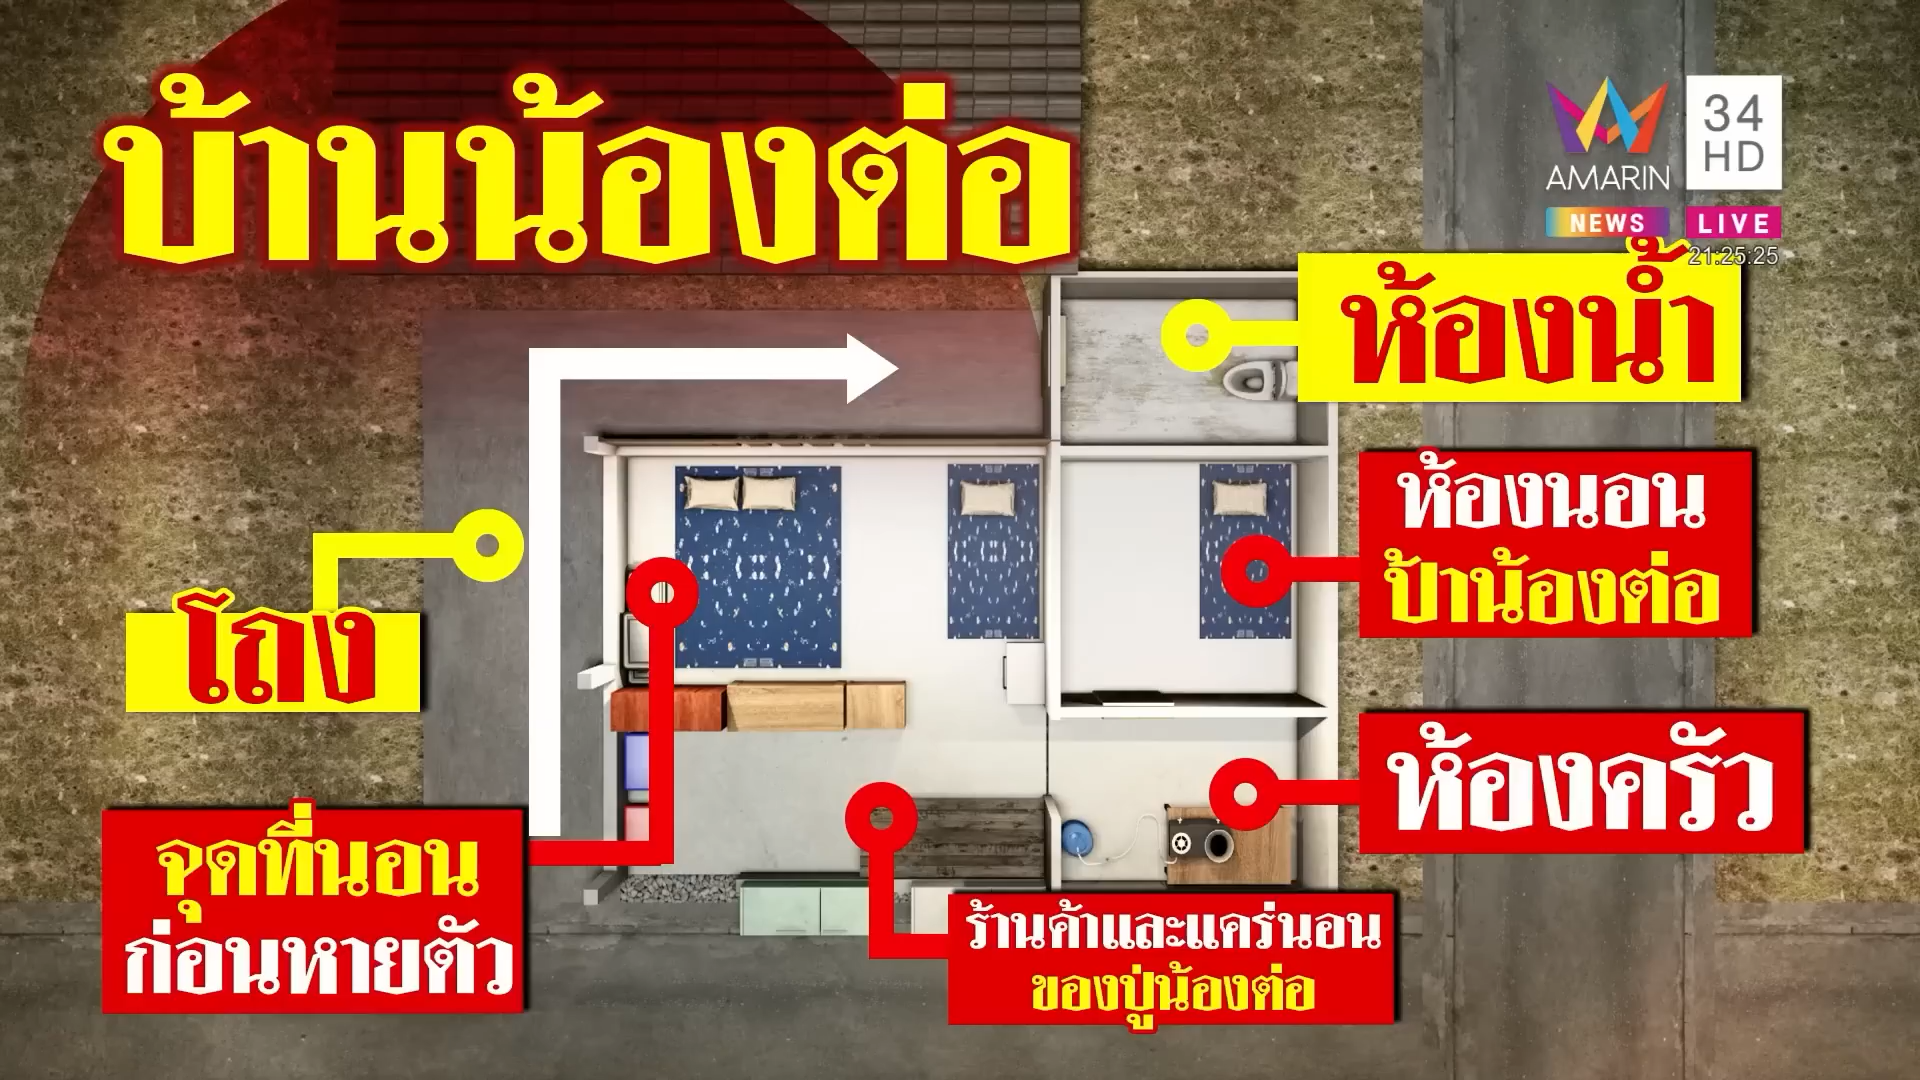 บ้านน้องต่อ
AMARIN
34
HD
NEWS
LIVE
21:25:25
ห้องน้ำ
ห้องนอน
ป้าน้องต่อ
โถง
ห้องครัว
จุดที่นอน
ก่อนหายตัว
ร้านค้าและแคร่นอน
ของปู่น้องต่อ